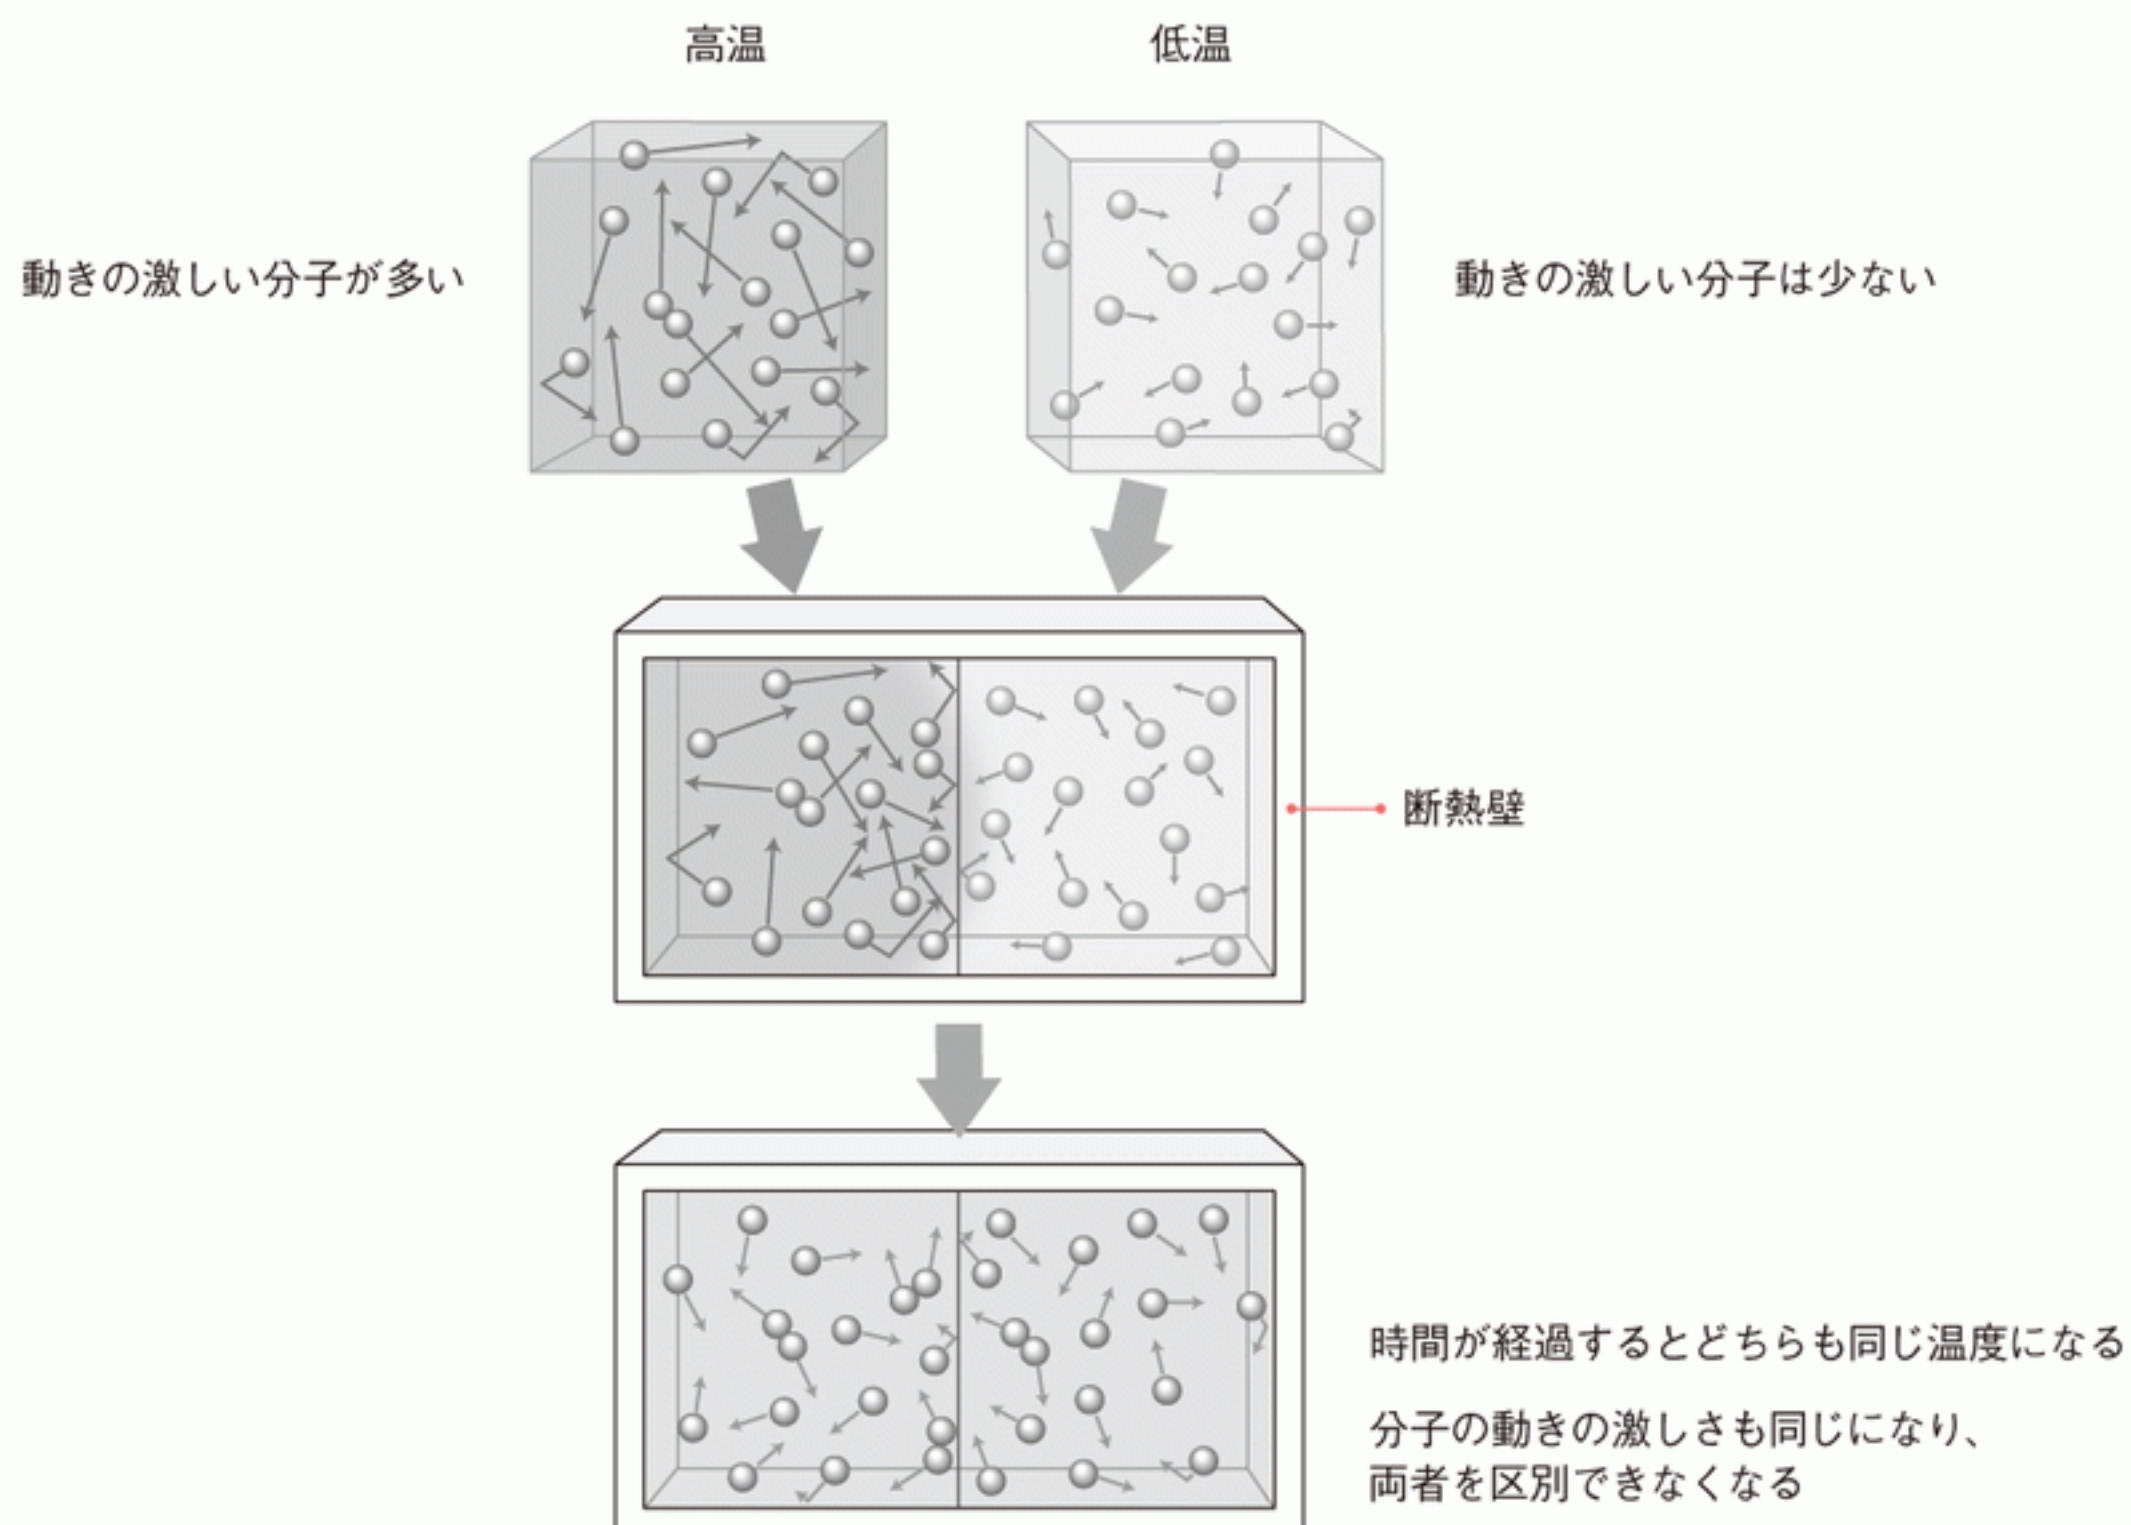 高温
低温
動きの激しい分子が多い
動きの激しい分子は少ない
断熱壁
時間が経過するとどちらも同じ温度になる
分子の動きの激しさも同じになり、
両者を区別できなくなる